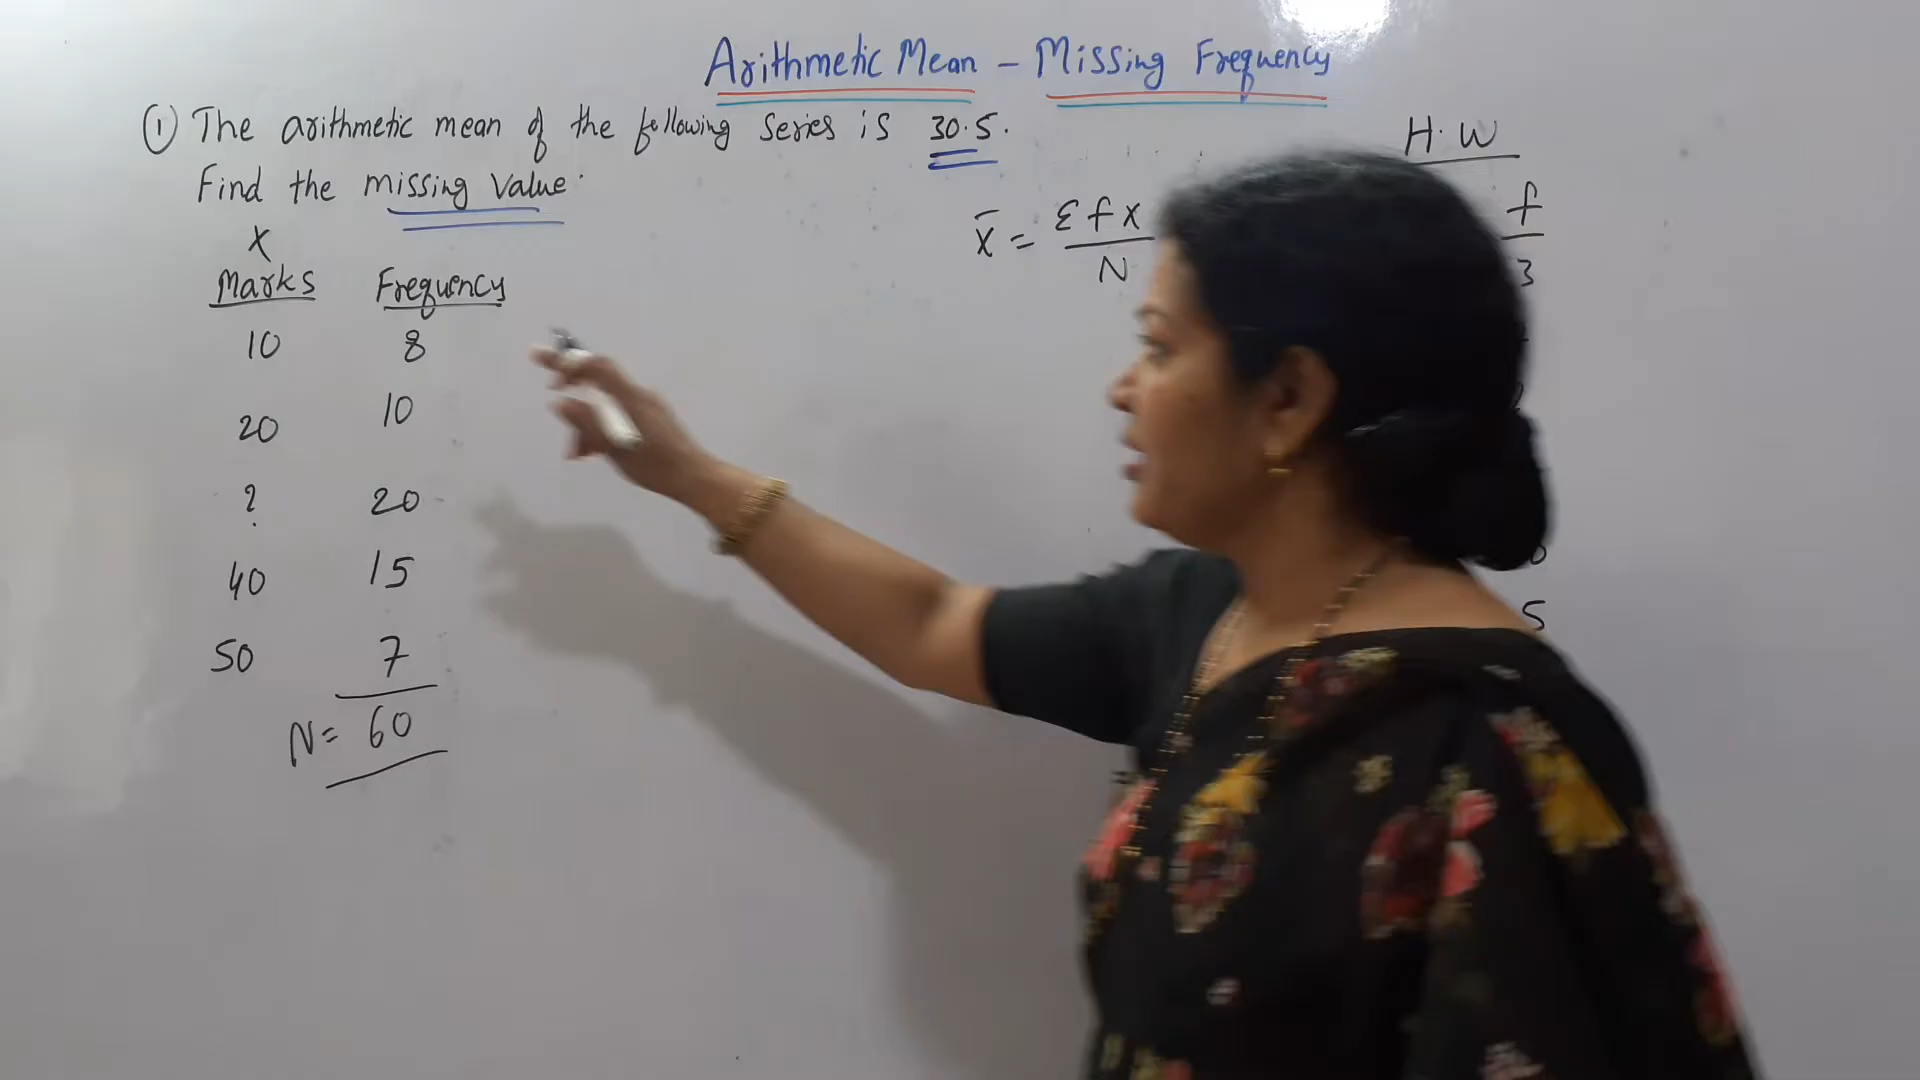 Arithmetic Mean - Missing Frequency
① The arithmetic mean of the following series is 30.5.
Find the missing value.
X
Marks Frequency
10 8
20 10
? 20
40 15
50 7
N= 60
x̄ = Σfx
N
H.W
f
3
5